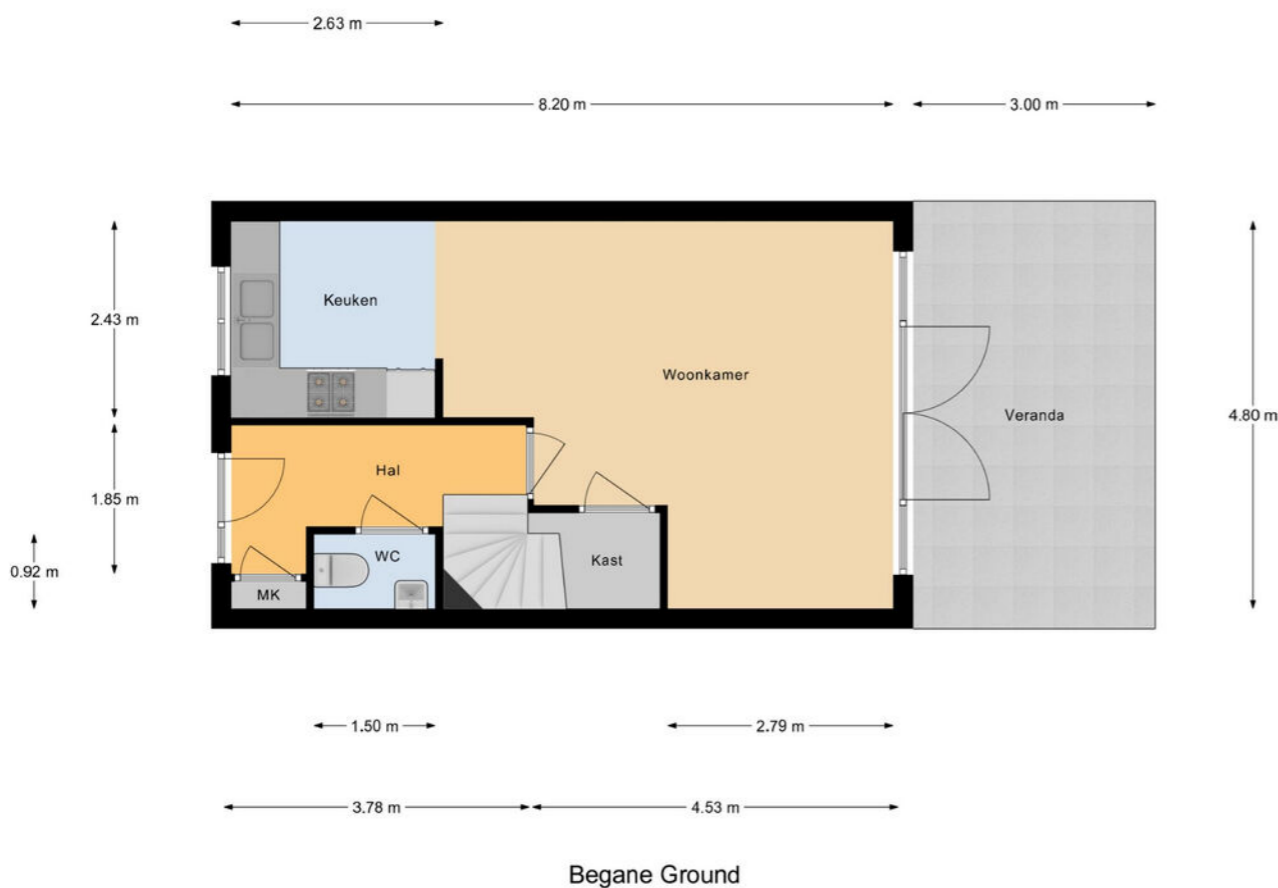 2.63 m
8.20 m
3.00 m
Keuken
2.43 m
Woonkamer
Veranda
4.80 m
Hal
1.85 m
WC
Kast
0.92 m
MK
1.50 m
2.79 m
3.78 m
4.53 m
Begane Ground